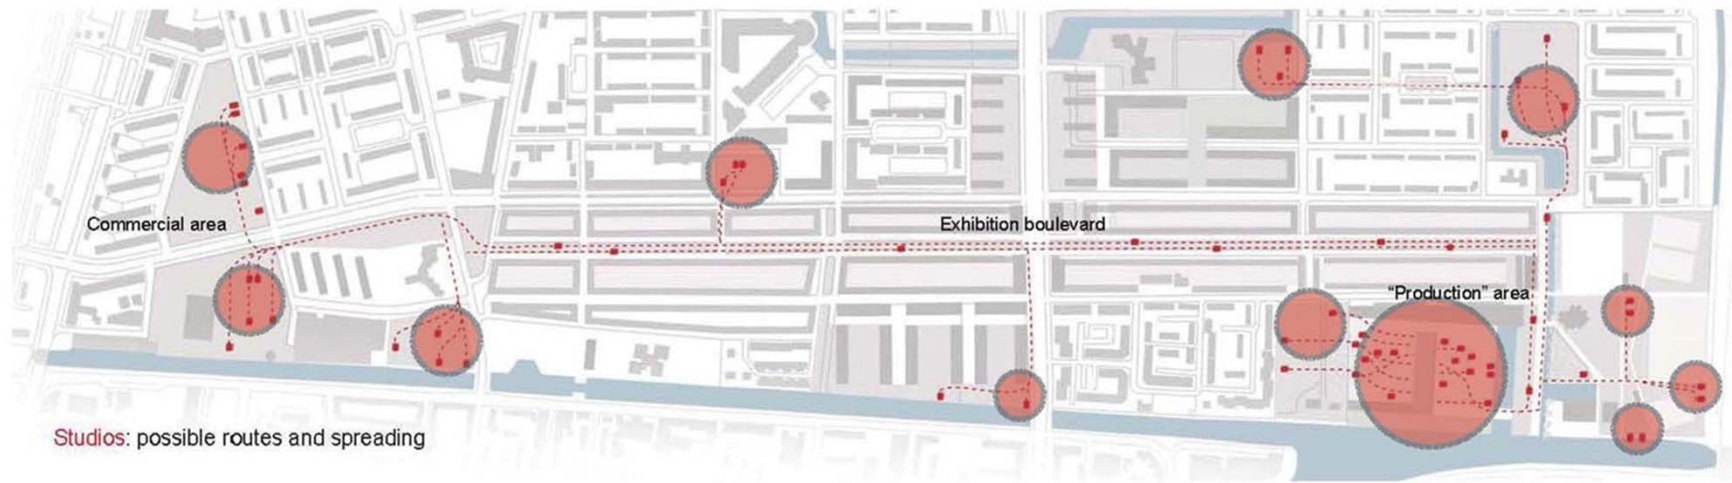 Commercial area
Exhibition boulevard
“Production” area
Studios: possible routes and spreading